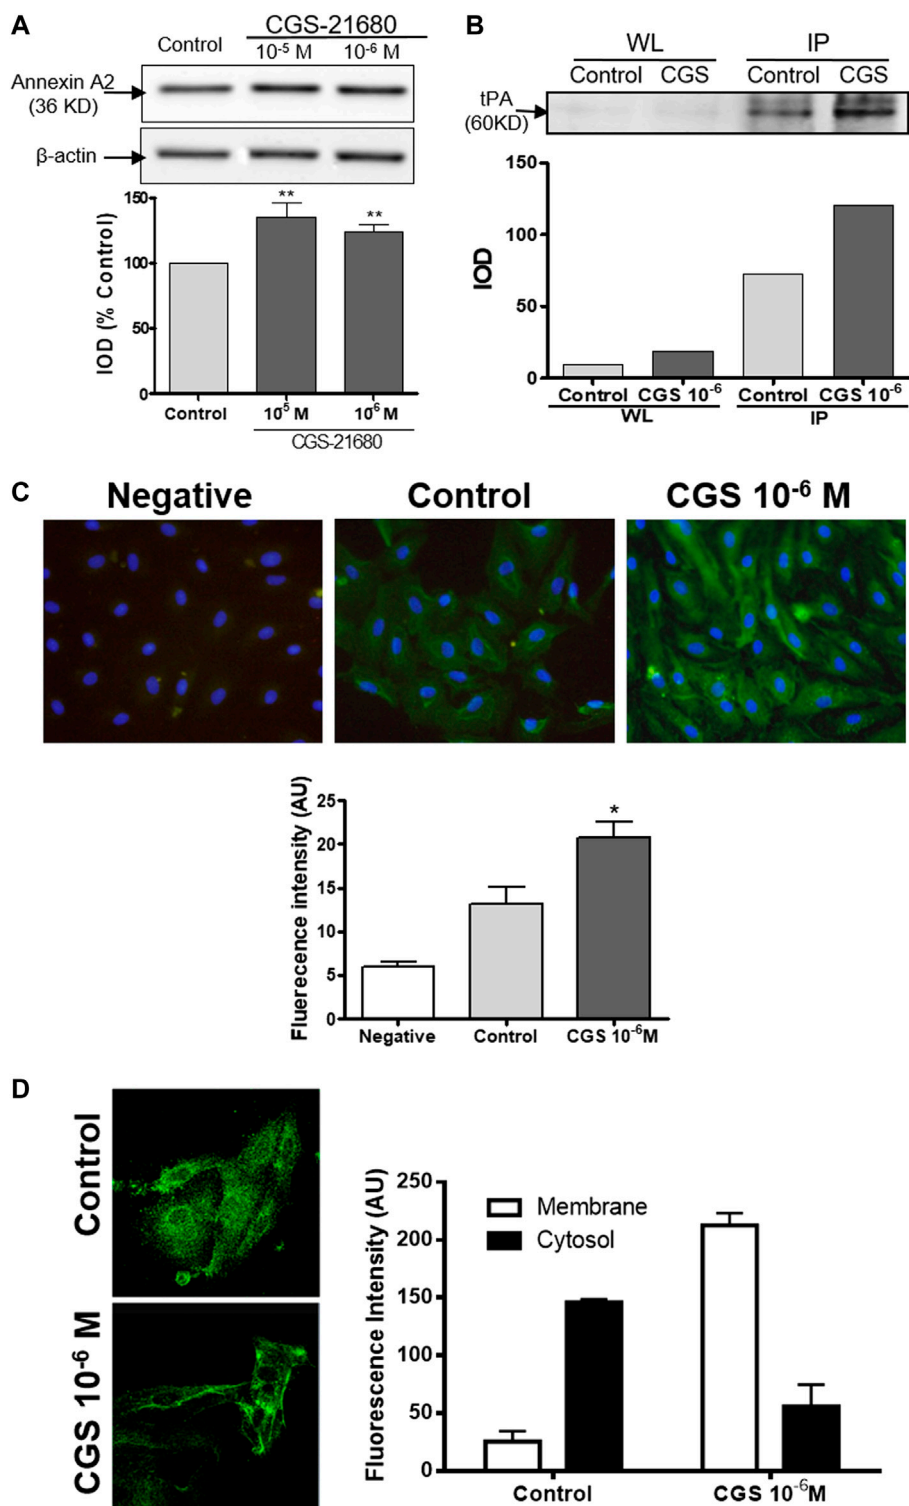 A
CGS-21680
Control
10-5 M
10-6 M
Annexin A2
(36 KD)
β-actin
IOD (% Control)
150
100
50
0
**
**
Control
10⁵ M
10⁶ M
CGS-21680
B
WL
IP
Control
CGS
Control
CGS
tPA
(60KD)
IOD
150
100
50
0
Control
CGS 10-6
Control
CGS 10-6
WL
IP
C
Negative
Control
CGS 10-6 M
Fluerecence intensity (AU)
25
20
15
10
5
0
*
Negative
Control
CGS 10-6M
D
Control
CGS 10-6 M
Fluorescence Intensity (AU)
250
200
150
100
50
0
Membrane
Cytosol
Control
CGS 10-6M